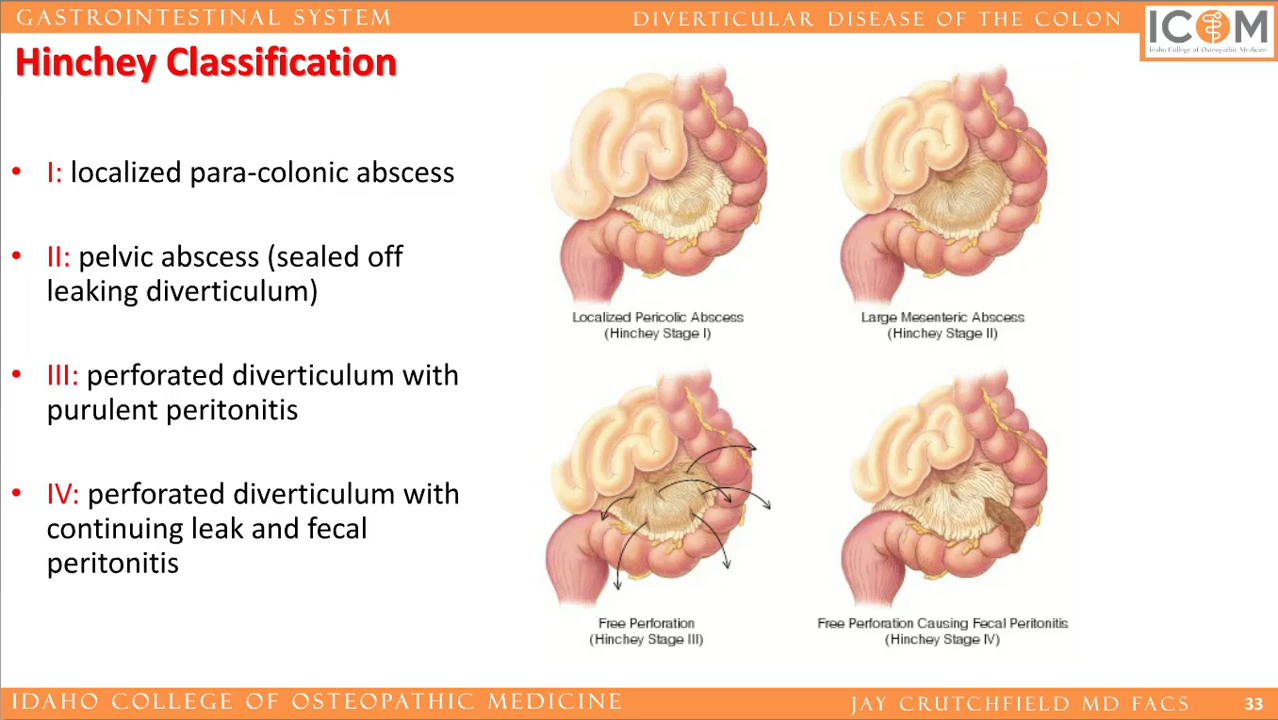 GASTROINTESTINAL SYSTEM
DIVERTICULAR DISEASE OF THE COLON
ICOM
Idaho College of Osteopathic Medicine
Hinchey Classification
• I: localized para-colonic abscess
• II: pelvic abscess (sealed off
leaking diverticulum)
• III: perforated diverticulum with
purulent peritonitis
• IV: perforated diverticulum with
continuing leak and fecal
peritonitis
Localized Pericolic Abscess
(Hinchey Stage I)
Large Mesenteric Abscess
(Hinchey Stage II)
Free Perforation
(Hinchey Stage III)
Free Perforation Causing Fecal Peritonitis
(Hinchey Stage IV)
IDAHO COLLEGE OF OSTEOPATHIC MEDICINE
JAY CRUTCHFIELD MD FACS
33